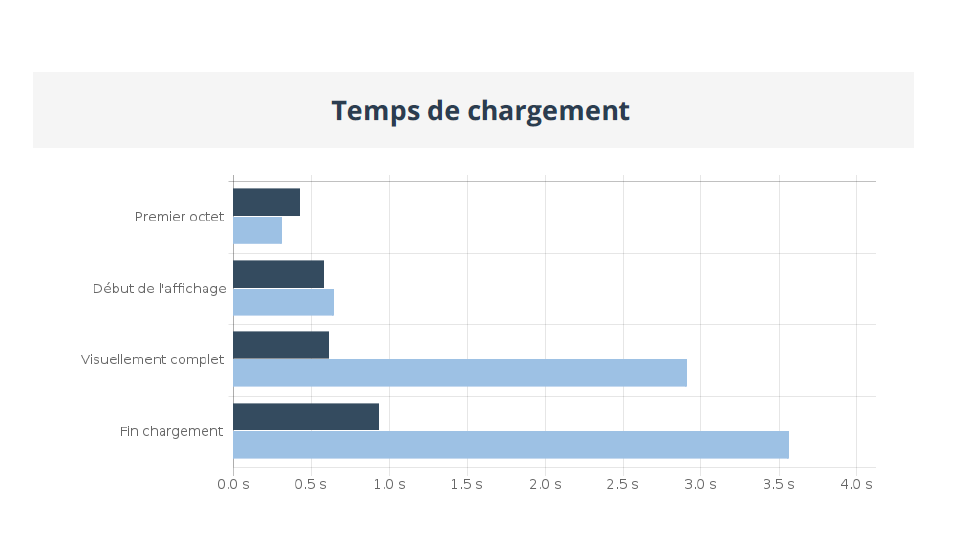 Temps de chargement
Premier octet
Début de l'affichage
Visuellement complet
Fin chargement
0.0 s 0.5 s 1.0 s 1.5 s 2.0 s 2.5 s 3.0 s 3.5 s 4.0 s